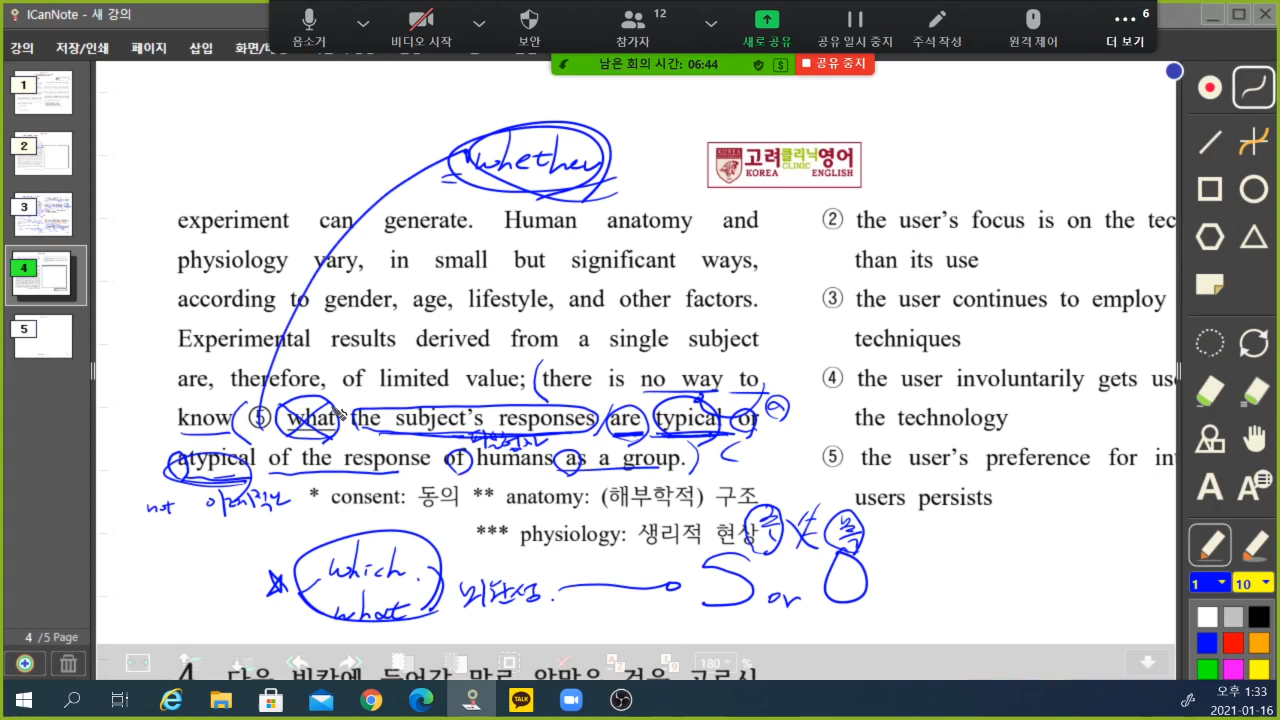 ICanNote - 새 강의
음소거
비디오 시작
보안
12
참가자
새로 공유
공유 일시 중지
주석 작성
원격 제어
6
더 보기
강의 저장/인쇄 페이지 삽입
남은 회의 시간: 06:44
공유 중지
whether
고려클리닉영어
KOREA CLINIC ENGLISH
experiment can generate. Human anatomy and
physiology vary, in small but significant ways,
according to gender, age, lifestyle, and other factors.
Experimental results derived from a single subject
are, therefore, of limited value; there is no way to
know ⑤ what the subject's responses are typical or
atypical of the response of humans as a group.
not
* consent: 동의 ** anatomy: (해부학적) 구조
*** physiology: 생리적 현상
which
what
S or O
② the user's focus is on the tec
than its use
③ the user continues to employ
techniques
④ the user involuntarily gets us
the technology
⑤ the user's preference for in
users persists
1
2
3
4
5
4 / 5 Page
180 %
1
10
TALK
오후 1:33
2021-01-16